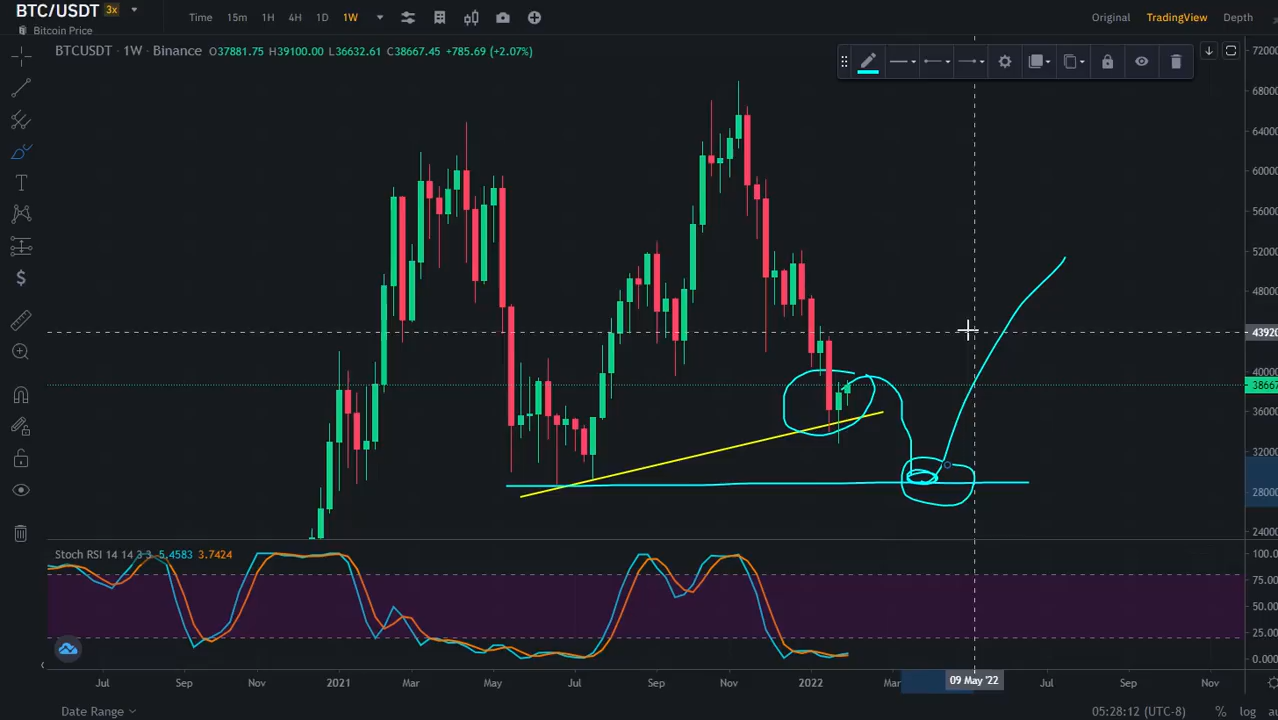 BTC/USDT 3x
Bitcoin Price
Time 15m 1H 4H 1D 1W
Original TradingView Depth
BTCUSDT · 1W · Binance O37881.75 H39100.00 L36632.61 C38667.45 +785.69 (+2.07%)
72000
68000
64000
60000
56000
52000
48000
43920
40000
38667
36000
32000
28000
24000
Stoch RSI 14 14 3 3 5.4583 3.7424
100.0
75.00
50.00
25.00
0.000
Jul Sep Nov 2021 Mar May Jul Sep Nov 2022 Mar 09 May '22 Jul Sep Nov
Date Range
05:28:12 (UTC-8) % log au